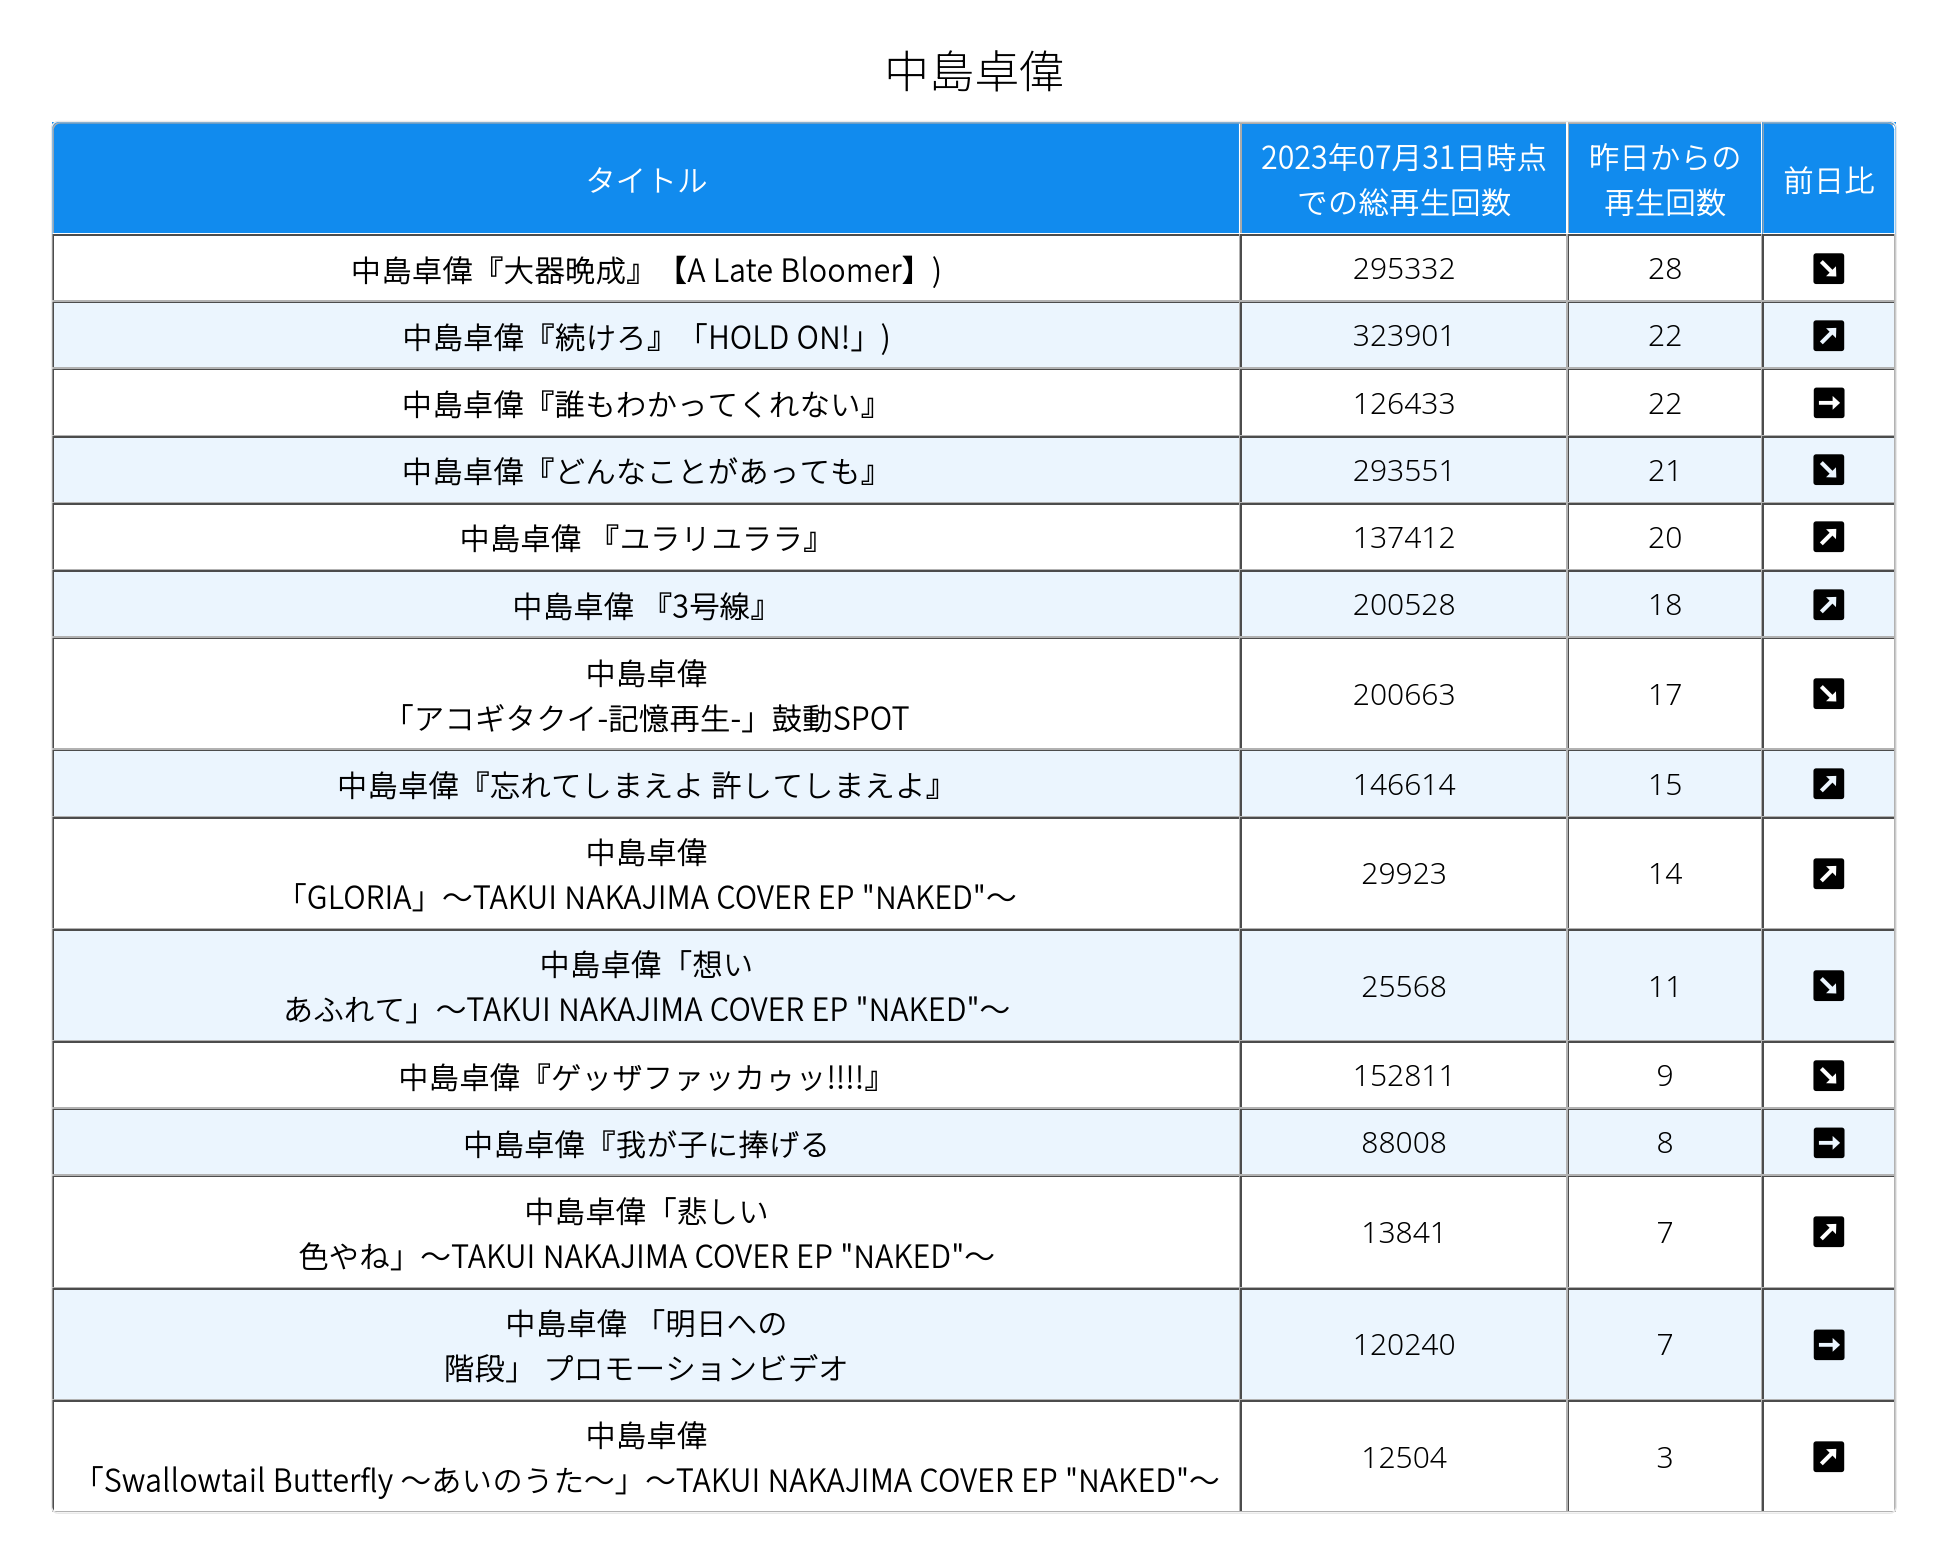 中島卓偉
タイトル
2023年07月31日時点
での総再生回数
昨日からの
再生回数
前日比
中島卓偉『大器晩成』【A Late Bloomer】) 295332 28
中島卓偉『続けろ』「HOLD ON!」) 323901 22
中島卓偉『誰もわかってくれない』 126433 22
中島卓偉『どんなことがあっても』 293551 21
中島卓偉 『ユラリユララ』 137412 20
中島卓偉 『3号線』 200528 18
中島卓偉
「アコギタクイ-記憶再生-」鼓動SPOT 200663 17
中島卓偉『忘れてしまえよ 許してしまえよ』 146614 15
中島卓偉
「GLORIA」～TAKUI NAKAJIMA COVER EP "NAKED"～ 29923 14
中島卓偉「想い
あふれて」～TAKUI NAKAJIMA COVER EP "NAKED"～ 25568 11
中島卓偉『ゲッザファッカゥッ!!!!』 152811 9
中島卓偉『我が子に捧げる 88008 8
中島卓偉「悲しい
色やね」～TAKUI NAKAJIMA COVER EP "NAKED"～ 13841 7
中島卓偉 「明日への
階段」 プロモーションビデオ 120240 7
中島卓偉
「Swallowtail Butterfly ～あいのうた～」～TAKUI NAKAJIMA COVER EP "NAKED"～ 12504 3